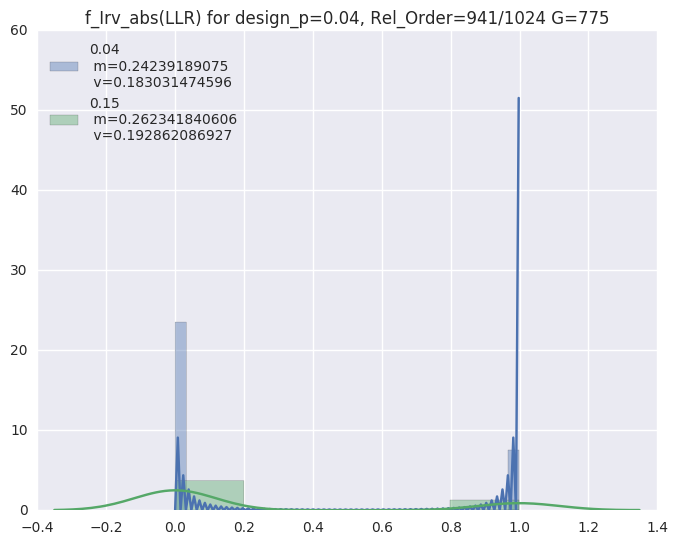 f_Irv_abs(LLR) for design_p=0.04, Rel_Order=941/1024 G=775
60
50
40
30
20
10
0
0.04
m=0.24239189075
v=0.183031474596
0.15
m=0.262341840606
v=0.192862086927
−0.4 −0.2 0.0 0.2 0.4 0.6 0.8 1.0 1.2 1.4